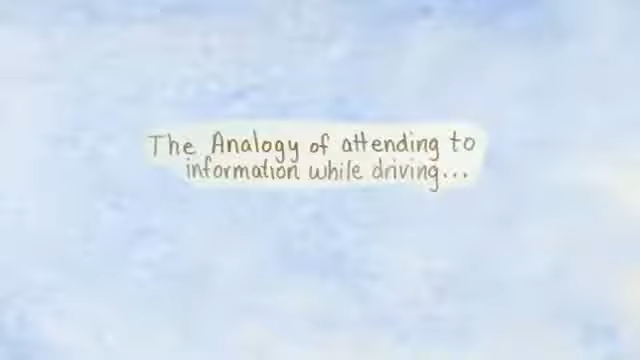 The Analogy of attending to
information while driving...